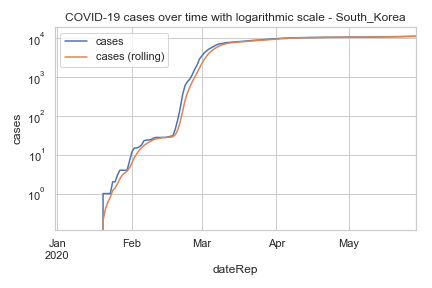 COVID-19 cases over time with logarithmic scale - South_Korea
cases
cases (rolling)
10^4
10^3
10^2
10^1
10^0
cases
Jan
2020
Feb
Mar
Apr
May
dateRep